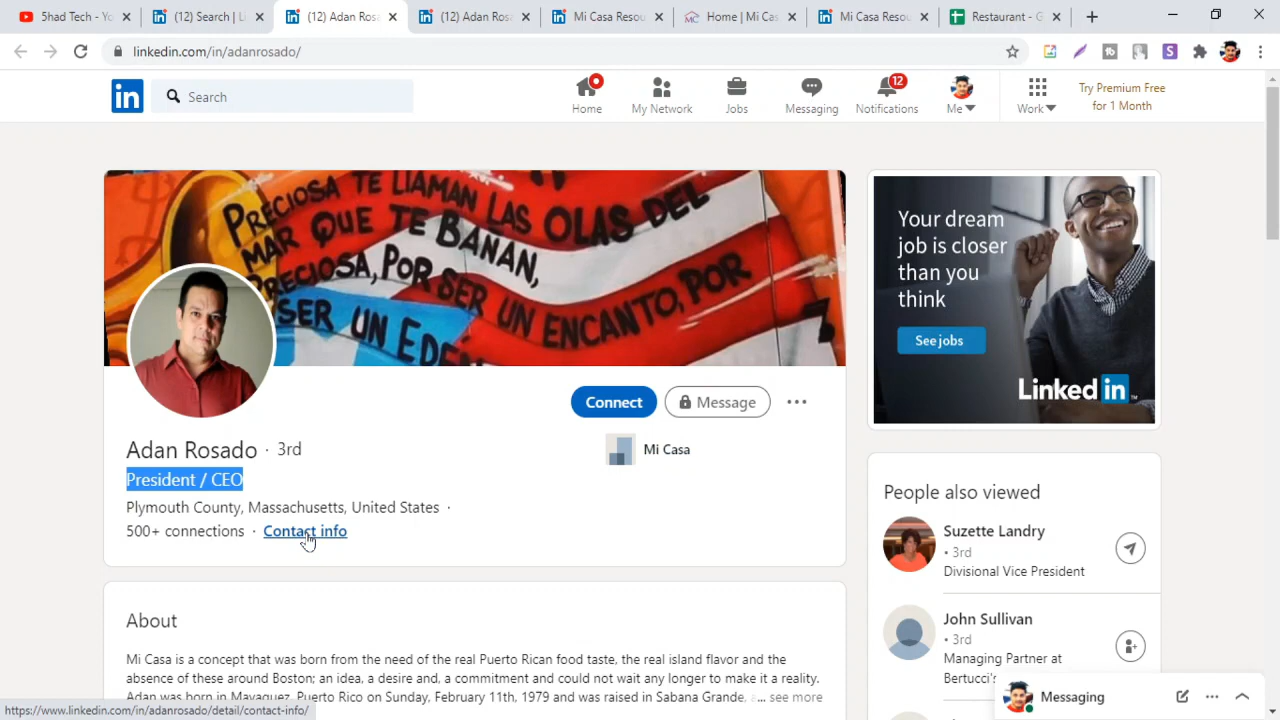 5had Tech - Yo
(12) Search | Li
(12) Adan Rosa
(12) Adan Rosa
Mi Casa Resou
Home | Mi Cas
Mi Casa Resou
Restaurant - G
linkedin.com/in/adanrosado/
in
Search
Home
My Network
Jobs
Messaging
12
Notifications
Me
Work
Try Premium Free
for 1 Month
PRECIOSA TE LLAMAN LAS OLAS DEL
MAR QUE TE BAÑAN,
PRECIOSA, POR SER UN ENCANTO, POR
SER UN EDEN
Connect
Message
Adan Rosado · 3rd
Mi Casa
President / CEO
Plymouth County, Massachusetts, United States ·
500+ connections · Contact info
About
Mi Casa is a concept that was born from the need of the real Puerto Rican food taste, the real island flavor and the
absence of these around Boston; an idea, a desire and, a commitment and could not wait any longer to make it a reality.
Adan was born in Mayaguez, Puerto Rico on Sunday, February 11th, 1979 and was raised in Sabana Grande, a... see more
Your dream
job is closer
than you
think
See jobs
Linked in
People also viewed
Suzette Landry
• 3rd
Divisional Vice President
John Sullivan
• 3rd
Managing Partner at
Bertucci's
Messaging
https://www.linkedin.com/in/adanrosado/detail/contact-info/